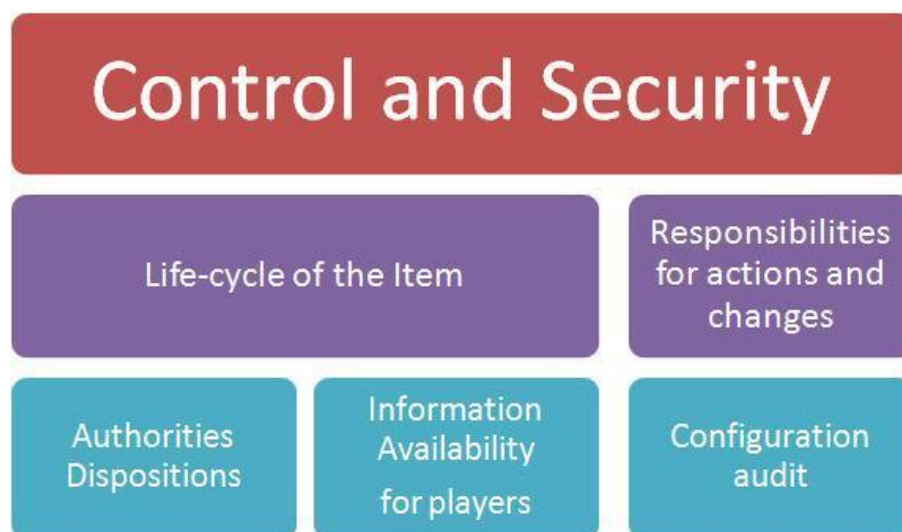 Control and Security
Life-cycle of the Item
Responsibilities
for actions and
changes
Authorities
Dispositions
Information
Availability
for players
Configuration
audit